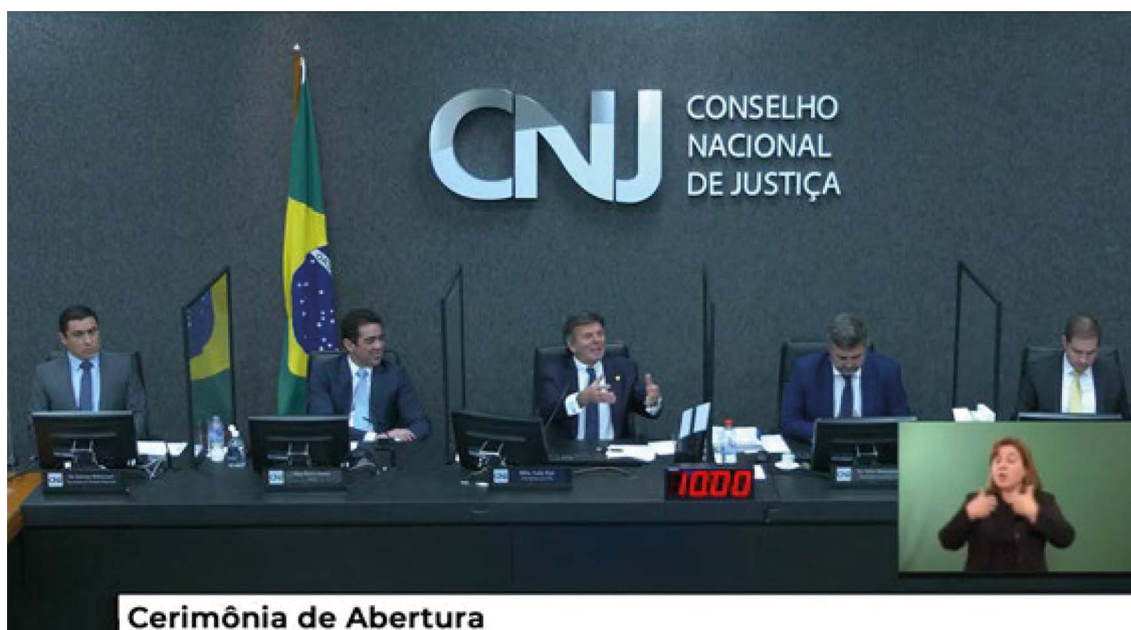 CNJ
CONSELHO
NACIONAL
DE JUSTIÇA
10:00
Cerimônia de Abertura